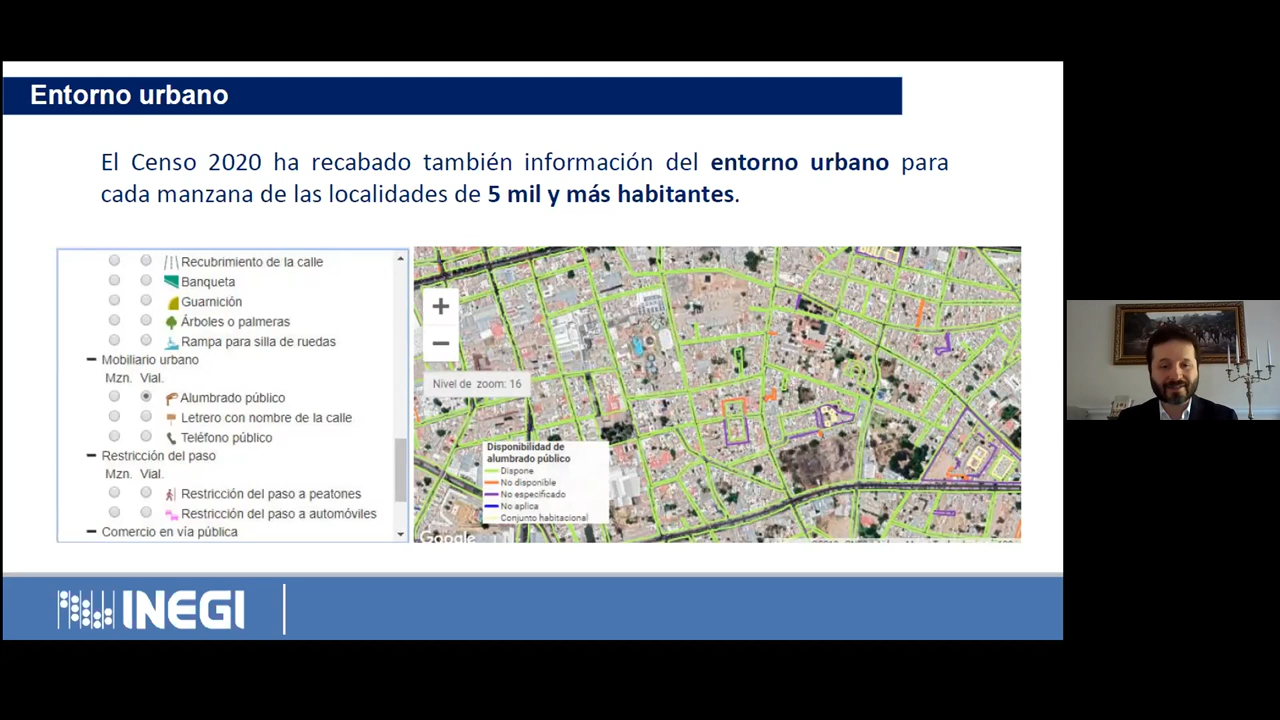 Entorno urbano
El Censo 2020 ha recabado también información del entorno urbano para
cada manzana de las localidades de 5 mil y más habitantes.
Recubrimiento de la calle
Banqueta
Guarnición
Árboles o palmeras
Rampa para silla de ruedas
Mobiliario urbano
Mzn. Vial.
Alumbrado público
Letrero con nombre de la calle
Teléfono público
Restricción del paso
Mzn. Vial.
Restricción del paso a peatones
Restricción del paso a automóviles
Comercio en vía pública
+
−
Nivel de zoom: 16
Disponibilidad de
alumbrado público
Dispone
No disponible
No especificado
No aplica
Conjunto habitacional
Google
INEGI